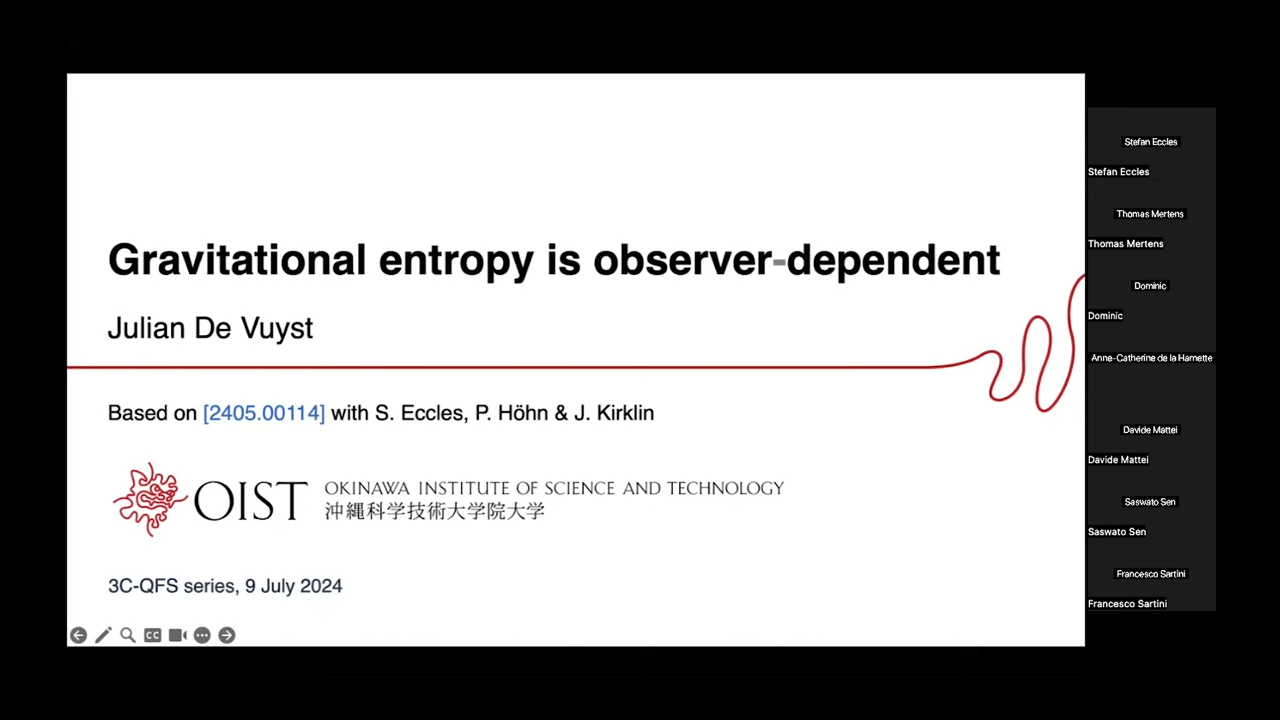 Gravitational entropy is observer-dependent
Julian De Vuyst
Based on [2405.00114] with S. Eccles, P. Höhn & J. Kirklin
OIST
OKINAWA INSTITUTE OF SCIENCE AND TECHNOLOGY
沖縄科学技術大学院大学
3C-QFS series, 9 July 2024
CC
Stefan Eccles
Stefan Eccles
Thomas Mertens
Thomas Mertens
Dominic
Dominic
Anne-Catherine de la Hamette
Davide Mattei
Davide Mattei
Saswato Sen
Saswato Sen
Francesco Sartini
Francesco Sartini